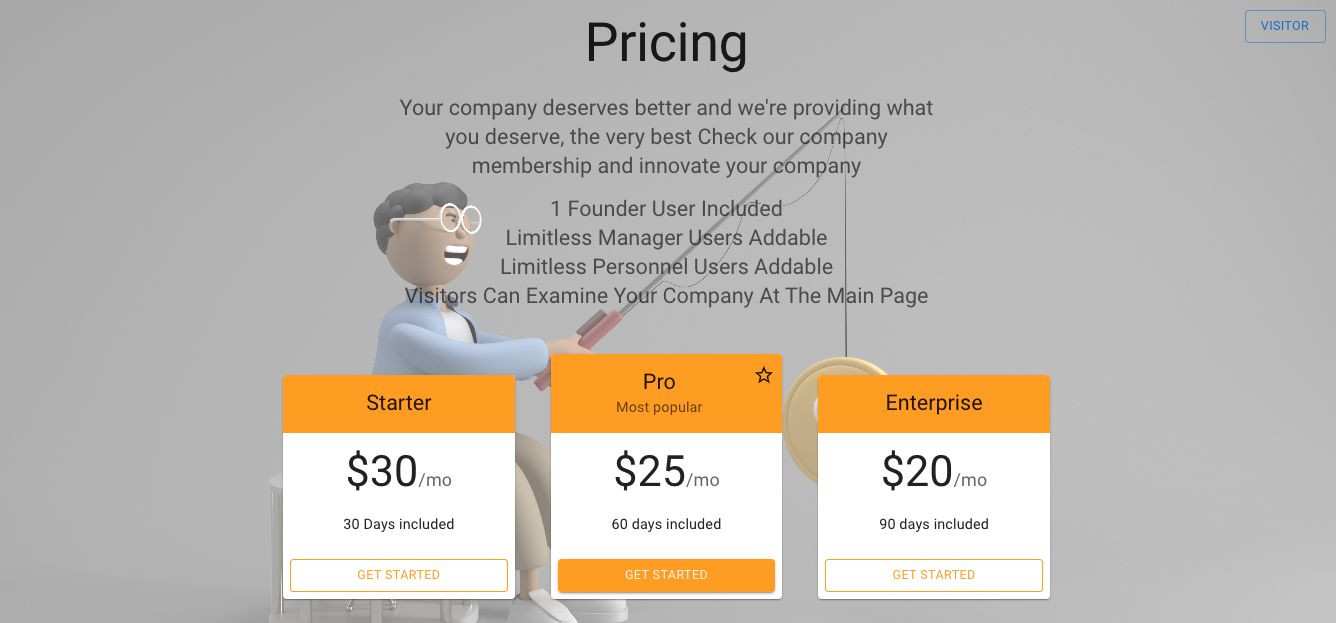 Pricing
VISITOR
Your company deserves better and we're providing what
you deserve, the very best Check our company
membership and innovate your company
1 Founder User Included
Limitless Manager Users Addable
Limitless Personnel Users Addable
Visitors Can Examine Your Company At The Main Page
Starter
$30/mo
30 Days included
GET STARTED
Pro
Most popular
$25/mo
60 days included
GET STARTED
Enterprise
$20/mo
90 days included
GET STARTED